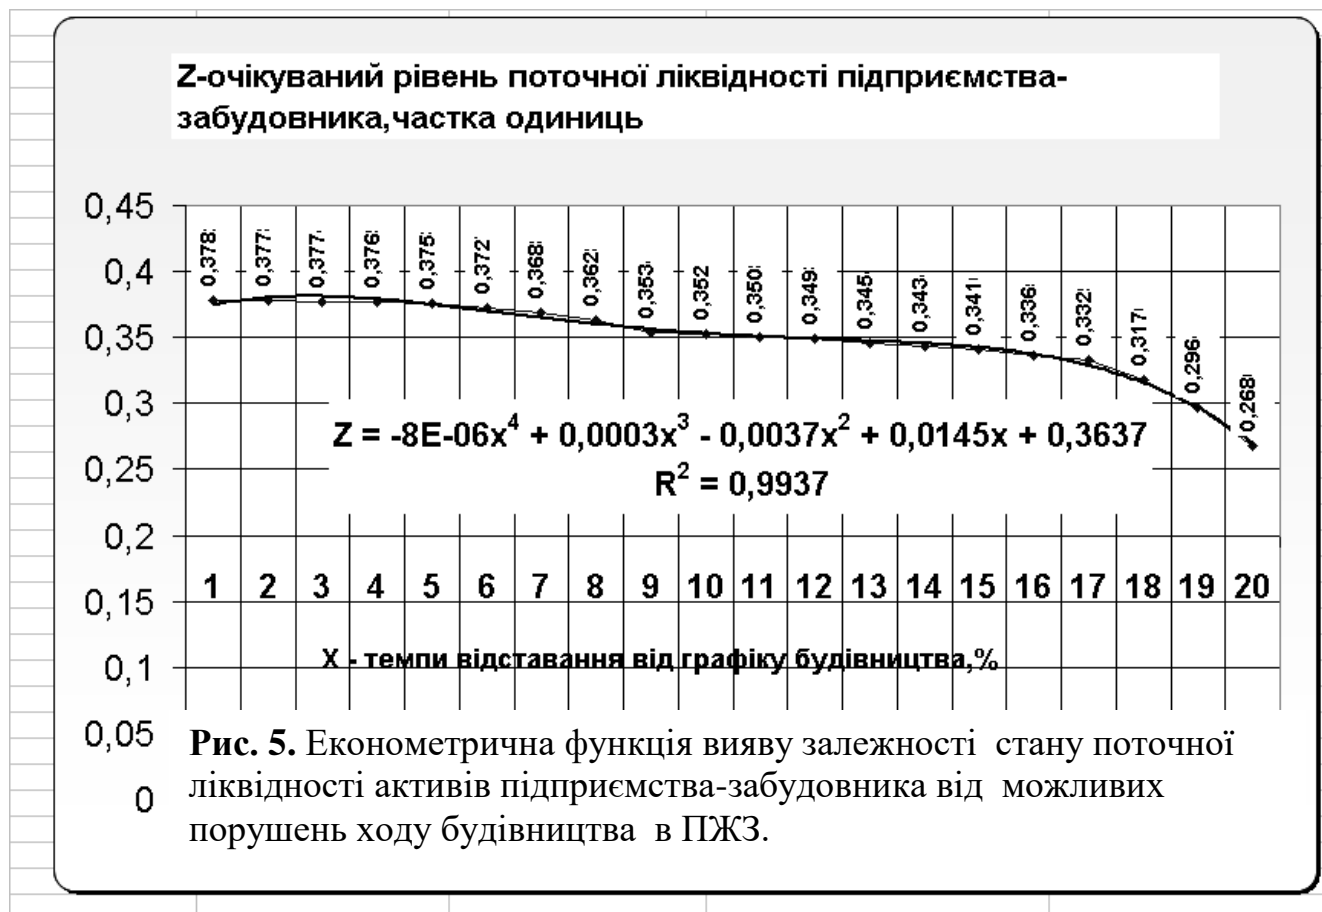 Z-очікуваний рівень поточної ліквідності підприємства-
забудовника,частка одиниць
0,45
0,4
0,35
0,3
0,25
0,2
0,15
0,1
0,05
0
0,378 0,377 0,377 0,376 0,375 0,372 0,368 0,362 0,353 0,352 0,350 0,349 0,345 0,343 0,341 0,336 0,332 0,317 0,296 0,268
Z = -8E-06x⁴ + 0,0003x³ - 0,0037x² + 0,0145x + 0,3637
R² = 0,9937
1 2 3 4 5 6 7 8 9 10 11 12 13 14 15 16 17 18 19 20
X - темпи відставання від графіку будівництва,%
Рис. 5. Економетрична функція вияву залежності стану поточної
ліквідності активів підприємства-забудовника від можливих
порушень ходу будівництва в ПЖЗ.